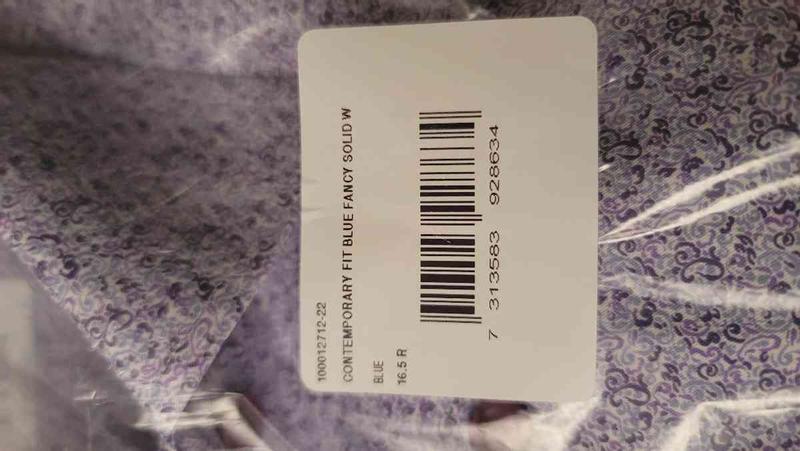 100012712-22
CONTEMPORARY FIT BLUE FANCY SOLID W
BLUE
16.5 R
7 313583 928634